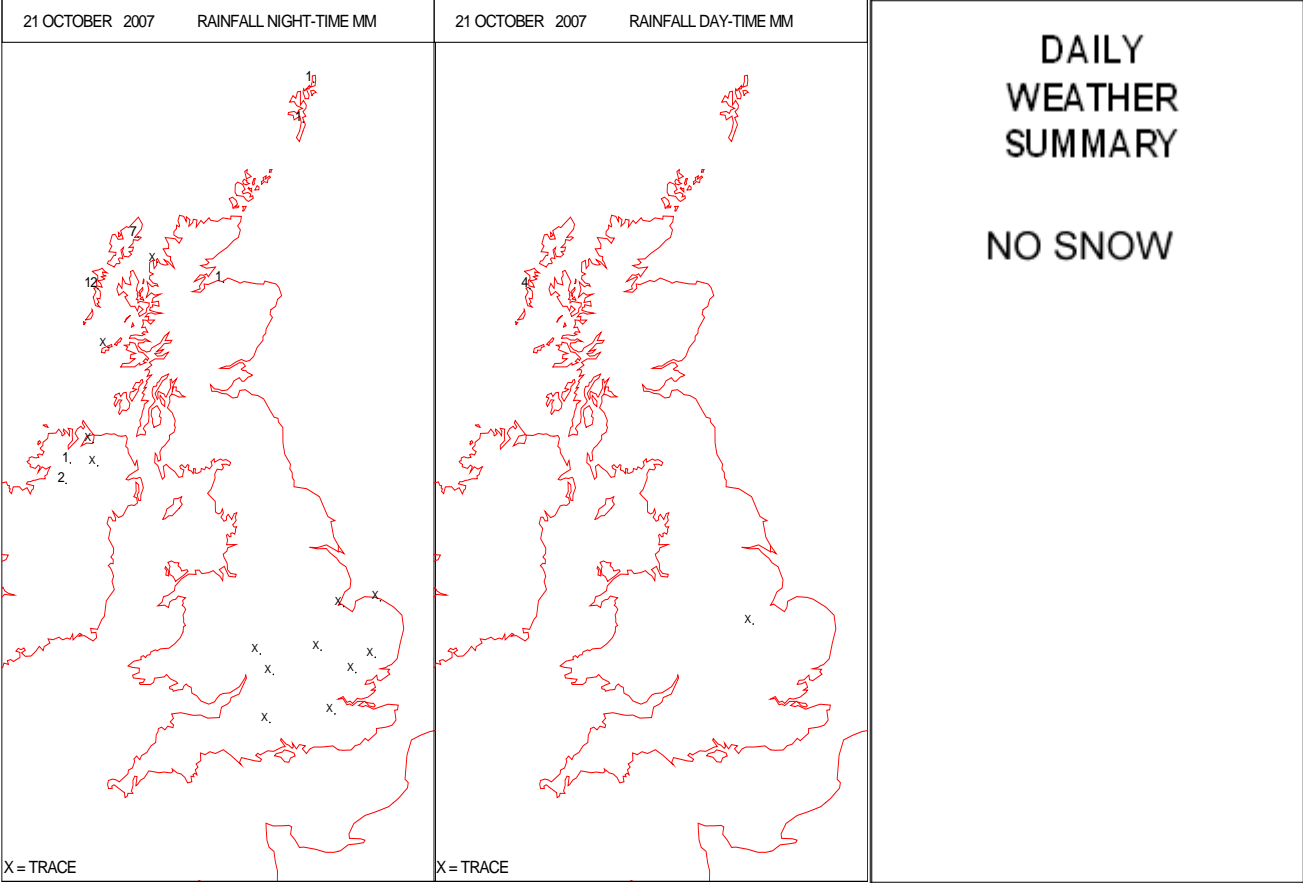 21 OCTOBER 2007 RAINFALL NIGHT-TIME MM
1
1
7
X
12
1
X
X
1
X
2
X
X
X
X
X
X
X
X
X
X = TRACE
21 OCTOBER 2007 RAINFALL DAY-TIME MM
4
X
X = TRACE
DAILY
WEATHER
SUMMARY
NO SNOW